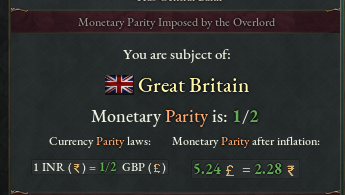 Monetary Parity Imposed by the Overlord
You are subject of:
Great Britain
Monetary Parity is: 1/2
Currency Parity laws: Monetary Parity after inflation:
1 INR (₹) = 1/2 GBP (£) 5.24 £ = 2.28 ₹